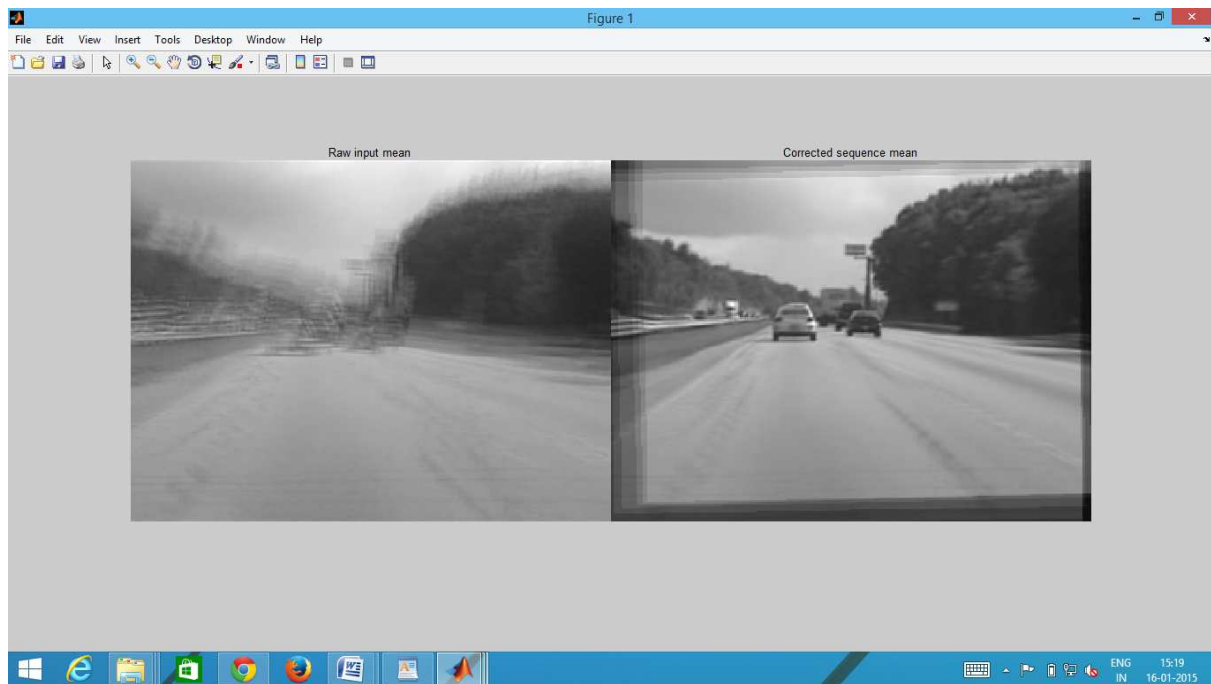 Figure 1
File Edit View Insert Tools Desktop Window Help
Raw input mean
Corrected sequence mean
ENG 15:19
IN 16-01-2015